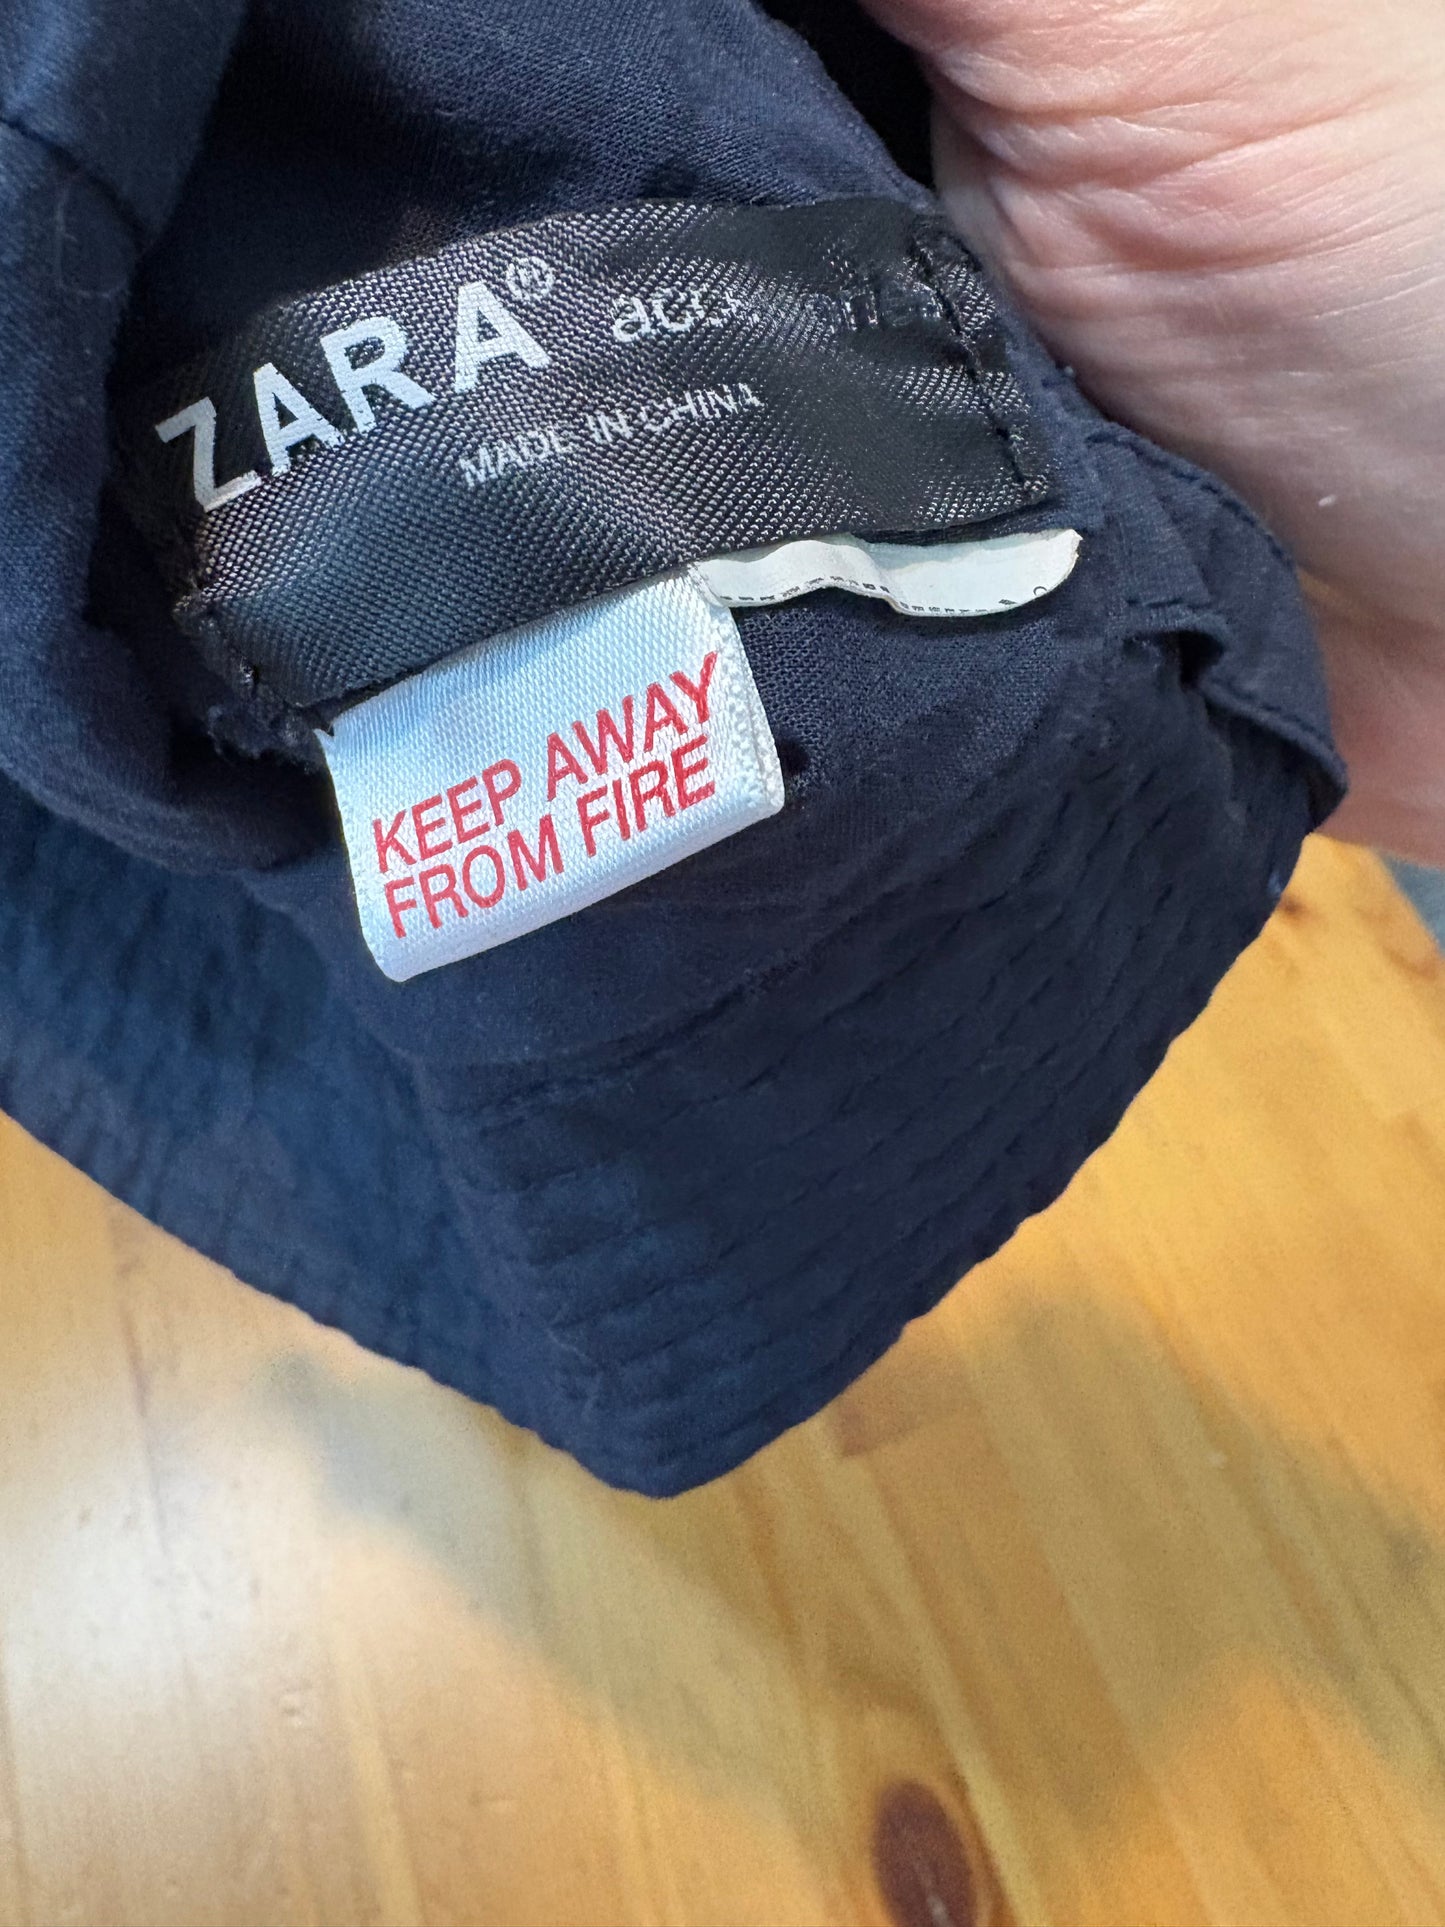 ZARA®
MADE IN CHINA
KEEP AWAY
FROM FIRE